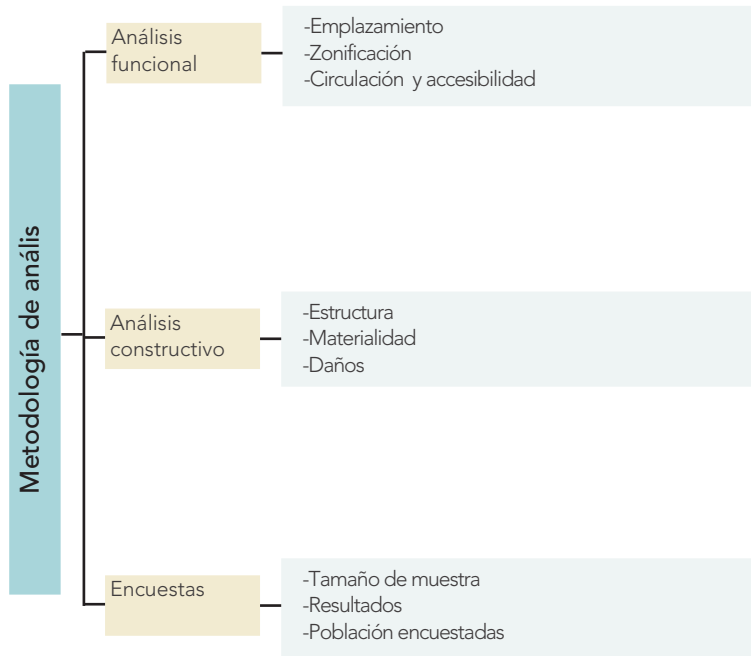 Metodología de anális
Análisis
funcional
-Emplazamiento
-Zonificación
-Circulación y accesibilidad
Análisis
constructivo
-Estructura
-Materialidad
-Daños
Encuestas
-Tamaño de muestra
-Resultados
-Población encuestadas